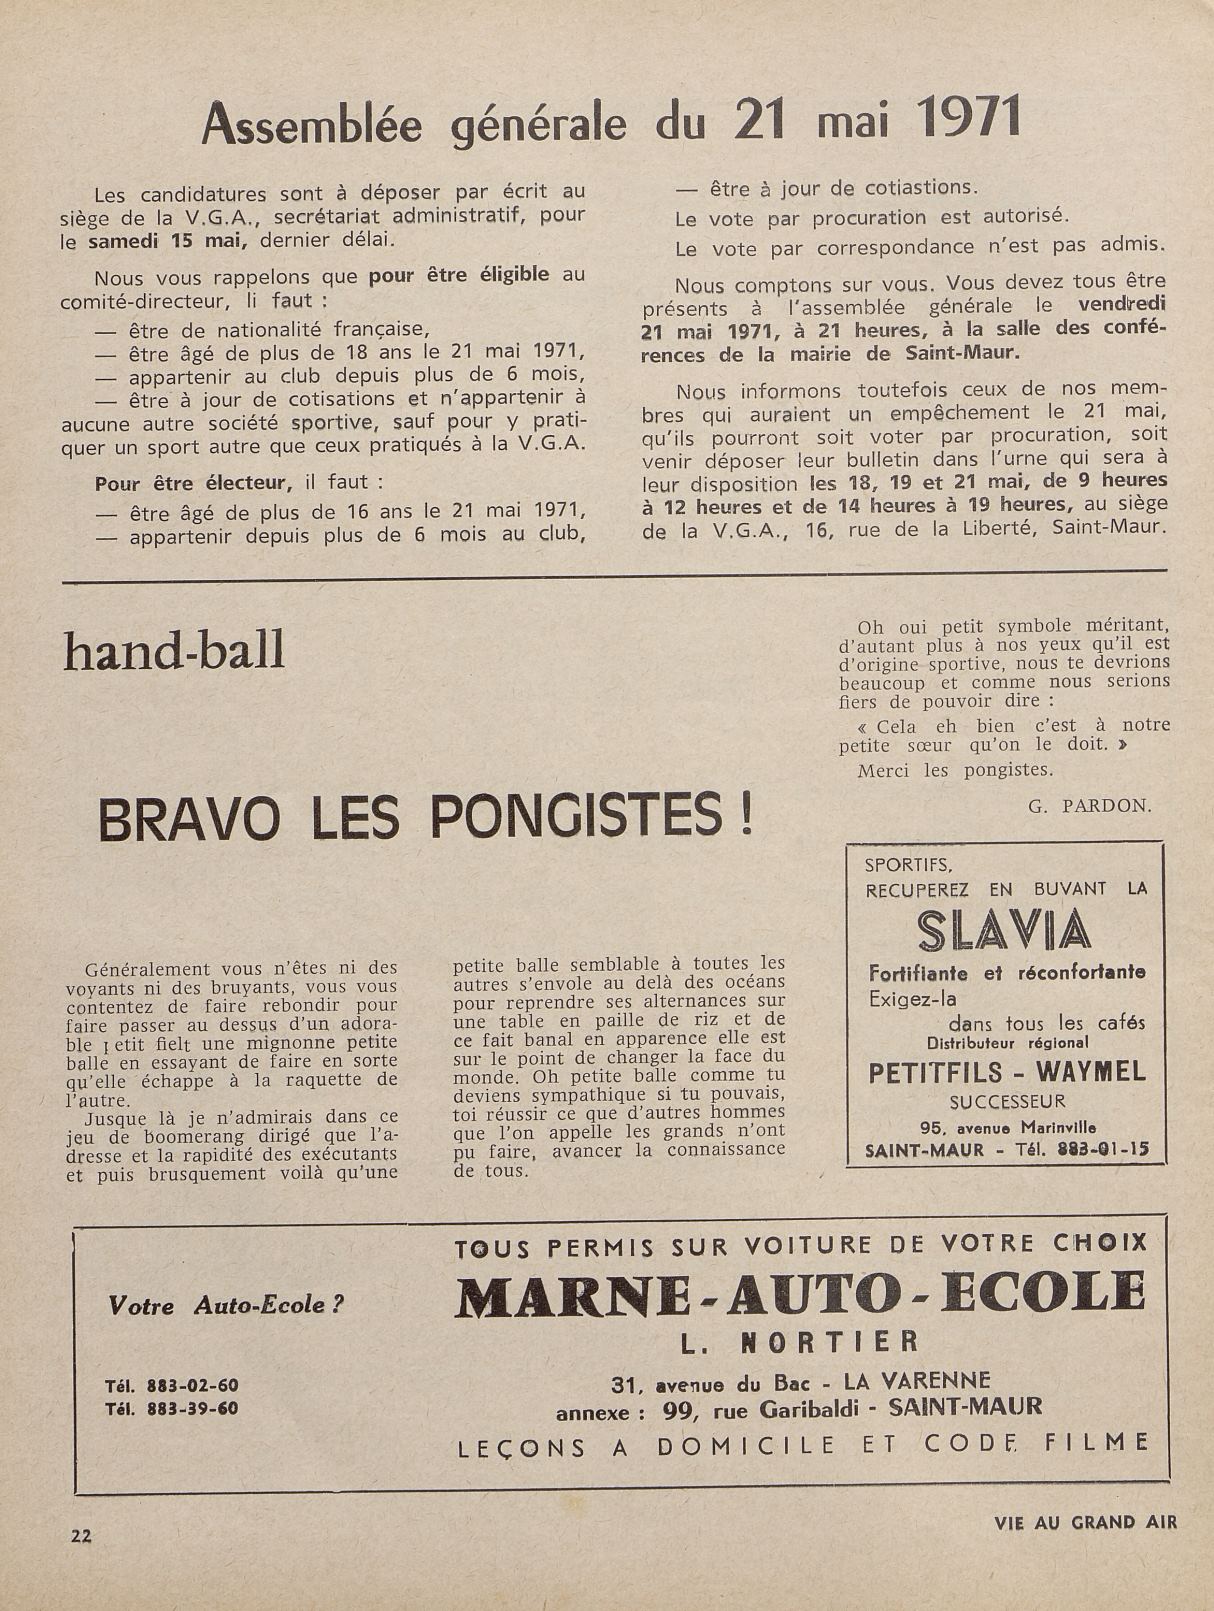 Assemblée générale du 21 mai 1971
Les candidatures sont à déposer par écrit au
siège de la V.G.A., secrétariat administratif, pour
le samedi 15 mai, dernier délai.
Nous vous rappelons que pour être éligible au
comité-directeur, li faut :
— être de nationalité française,
— être âgé de plus de 18 ans le 21 mai 1971,
— appartenir au club depuis plus de 6 mois,
— être à jour de cotisations et n'appartenir à
aucune autre société sportive, sauf pour y prati-
quer un sport autre que ceux pratiqués à la V.G.A.
Pour être électeur, il faut :
— être âgé de plus de 16 ans le 21 mai 1971,
— appartenir depuis plus de 6 mois au club,
— être à jour de cotiastions.
Le vote par procuration est autorisé.
Le vote par correspondance n'est pas admis.
Nous comptons sur vous. Vous devez tous être
présents à l'assemblée générale le vendredi
21 mai 1971, à 21 heures, à la salle des confé-
rences de la mairie de Saint-Maur.
Nous informons toutefois ceux de nos mem-
bres qui auraient un empêchement le 21 mai,
qu'ils pourront soit voter par procuration, soit
venir déposer leur bulletin dans l'urne qui sera à
leur disposition les 18, 19 et 21 mai, de 9 heures
à 12 heures et de 14 heures à 19 heures, au siège
de la V.G.A., 16, rue de la Liberté, Saint-Maur.
hand-ball
BRAVO LES PONGISTES !
Généralement vous n'êtes ni des
voyants ni des bruyants, vous vous
contentez de faire rebondir pour
faire passer au dessus d'un adora-
ble petit fielt une mignonne petite
balle en essayant de faire en sorte
qu'elle échappe à la raquette de
l'autre.
Jusque là je n'admirais dans ce
jeu de boomerang dirigé que l'a-
dresse et la rapidité des exécutants
et puis brusquement voilà qu'une
petite balle semblable à toutes les
autres s'envole au delà des océans
pour reprendre ses alternances sur
une table en paille de riz et de
ce fait banal en apparence elle est
sur le point de changer la face du
monde. Oh petite balle comme tu
deviens sympathique si tu pouvais,
toi réussir ce que d'autres hommes
que l'on appelle les grands n'ont
pu faire, avancer la connaissance
de tous.
Oh oui petit symbole méritant,
d'autant plus à nos yeux qu'il est
d'origine sportive, nous te devrions
beaucoup et comme nous serions
fiers de pouvoir dire :
« Cela eh bien c'est à notre
petite sœur qu'on le doit. »
Merci les pongistes.
G. PARDON.
SPORTIFS,
RECUPEREZ EN BUVANT LA
SLAVIA
Fortifiante et réconfortante
Exigez-la
dans tous les cafés
Distributeur régional
PETITFILS - WAYMEL
SUCCESSEUR
95, avenue Marinville
SAINT-MAUR - Tél. 883-01-15
Votre Auto-Ecole ?
Tél. 883-02-60
Tél. 883-39-60
TOUS PERMIS SUR VOITURE DE VOTRE CHOIX
MARNE-AUTO-ECOLE
L. NORTIER
31, avenue du Bac - LA VARENNE
annexe : 99, rue Garibaldi - SAINT-MAUR
LEÇONS A DOMICILE ET CODE FILME
22
VIE AU GRAND AIR